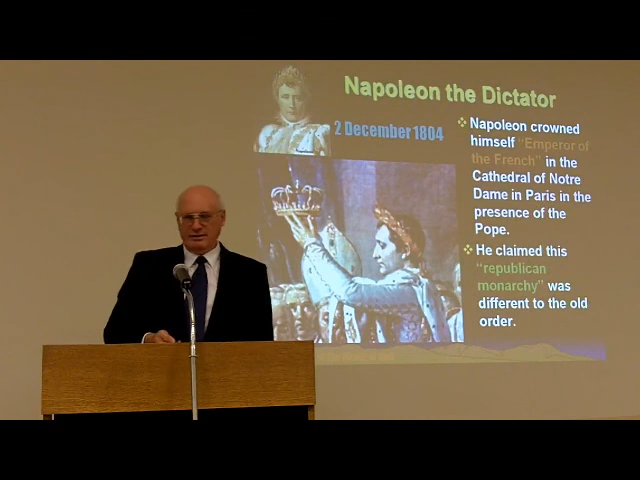 Napoleon the Dictator
2 December 1804
Napoleon crowned
himself “Emperor of
the French” in the
Cathedral of Notre
Dame in Paris in the
presence of the
Pope.
He claimed this
“republican
monarchy” was
different to the old
order.